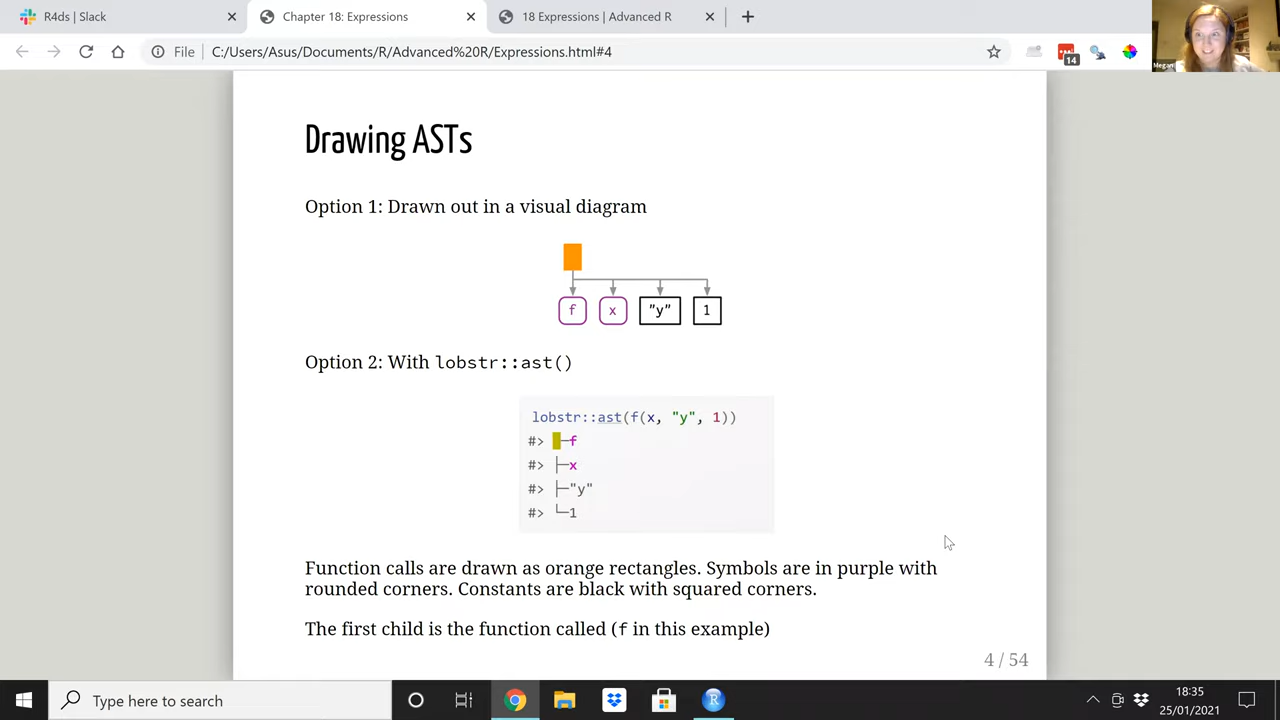 R4ds | Slack
Chapter 18: Expressions
18 Expressions | Advanced R
File
C:/Users/Asus/Documents/R/Advanced%20R/Expressions.html#4
14
Megan
Drawing ASTs
Option 1: Drawn out in a visual diagram
f x "y" 1
Option 2: With lobstr::ast()
lobstr::ast(f(x, "y", 1))
#> █─f
#> ├─x
#> ├─"y"
#> └─1
Function calls are drawn as orange rectangles. Symbols are in purple with
rounded corners. Constants are black with squared corners.
The first child is the function called (f in this example)
4 / 54
Type here to search
18:35
25/01/2021